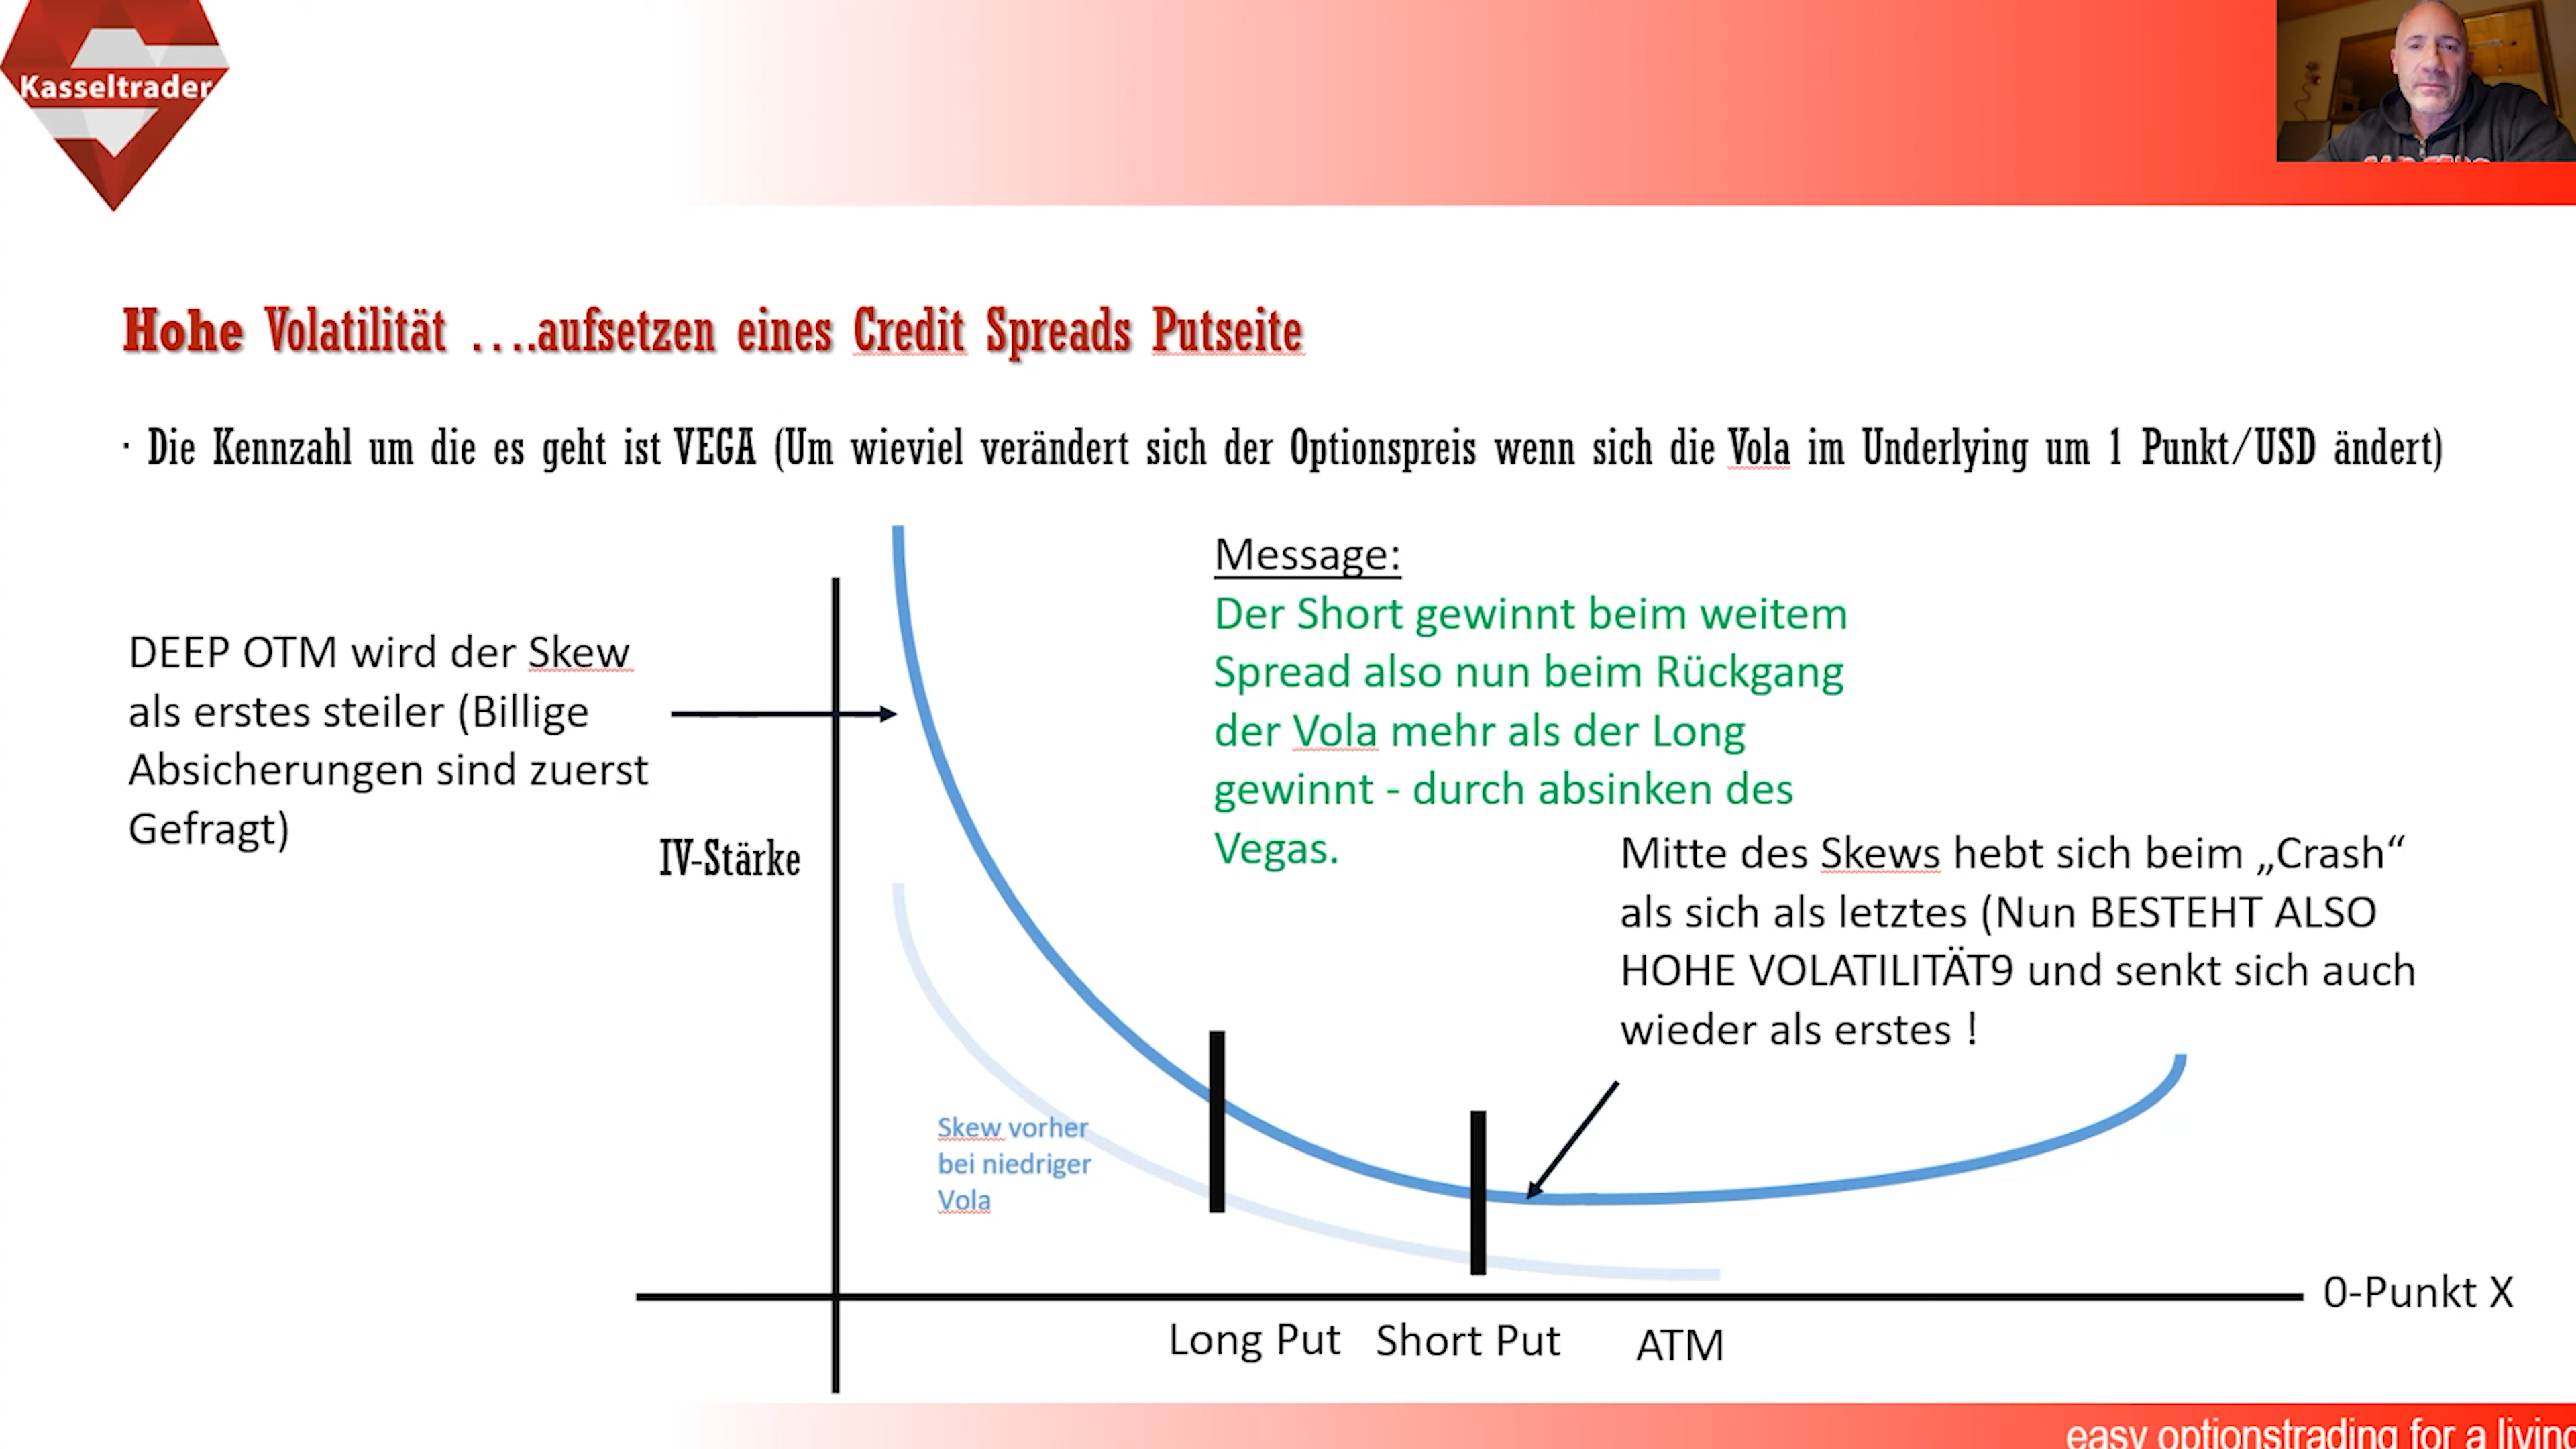 Kasseltrader
Hohe Volatilität ….aufsetzen eines Credit Spreads Putseite
· Die Kennzahl um die es geht ist VEGA (Um wieviel verändert sich der Optionspreis wenn sich die Vola im Underlying um 1 Punkt/USD ändert)
DEEP OTM wird der Skew
als erstes steiler (Billige
Absicherungen sind zuerst
Gefragt)
IV-Stärke
Message:
Der Short gewinnt beim weitem
Spread also nun beim Rückgang
der Vola mehr als der Long
gewinnt - durch absinken des
Vegas.
Mitte des Skews hebt sich beim „Crash“
als sich als letztes (Nun BESTEHT ALSO
HOHE VOLATILITÄT9 und senkt sich auch
wieder als erstes !
Skew vorher
bei niedriger
Vola
0-Punkt X
Long Put
Short Put
ATM
easy optionstrading for a living